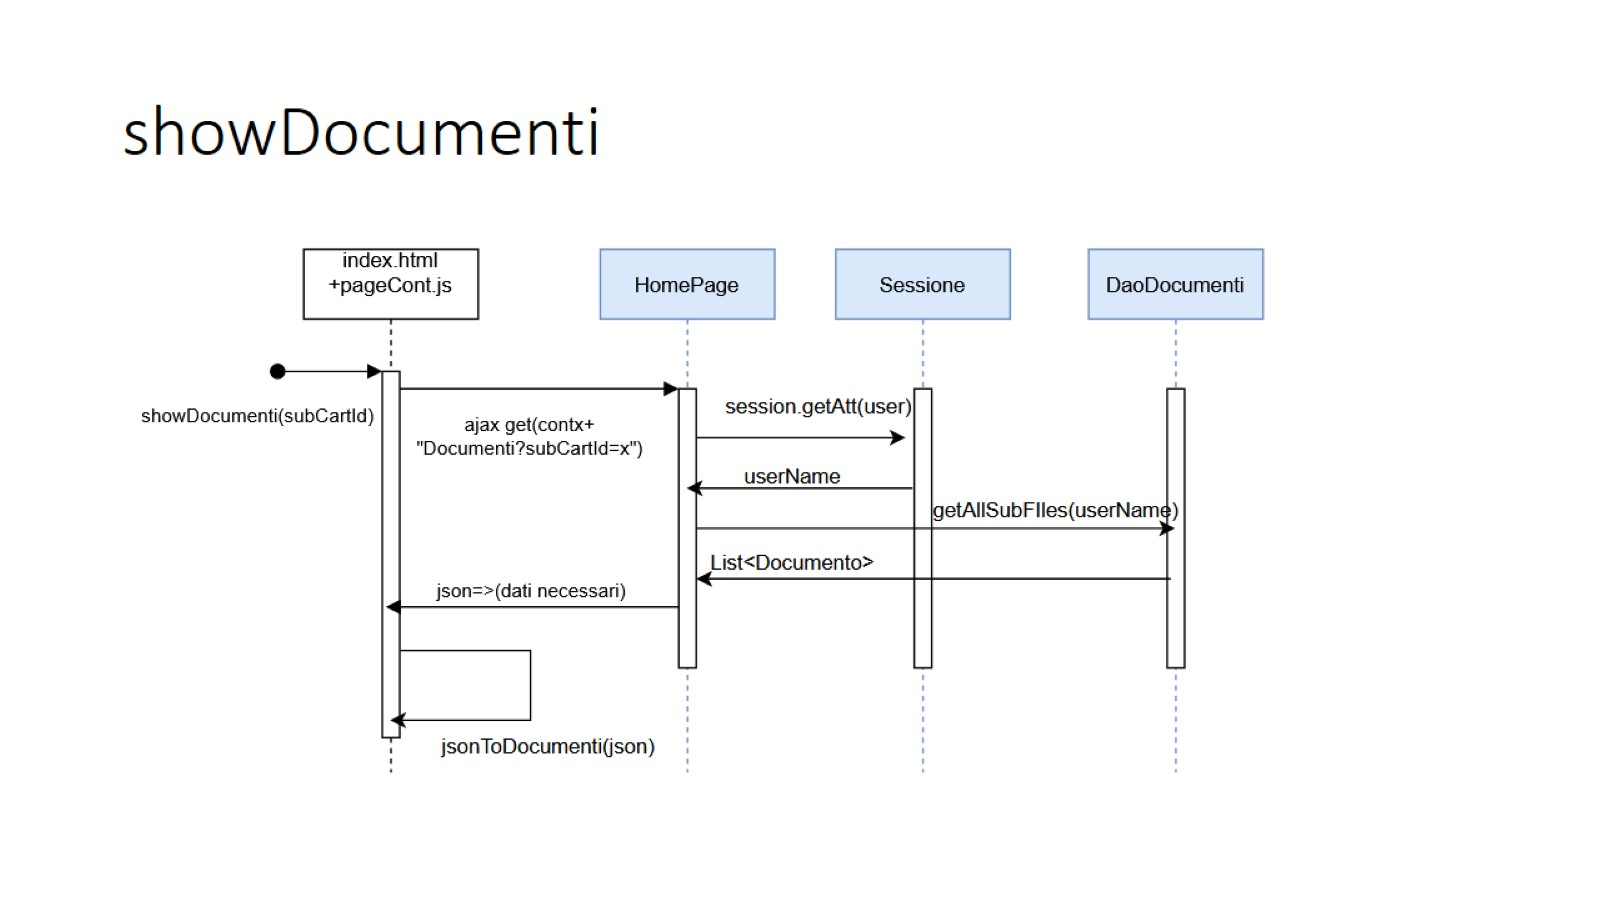 showDocumenti
index.html
+pageCont.js
HomePage
Sessione
DaoDocumenti
showDocumenti(subCartId)
ajax get(contx+
"Documenti?subCartId=x")
session.getAtt(user)
userName
getAllSubFIles(userName)
List<Documento>
json=>(dati necessari)
jsonToDocumenti(json)